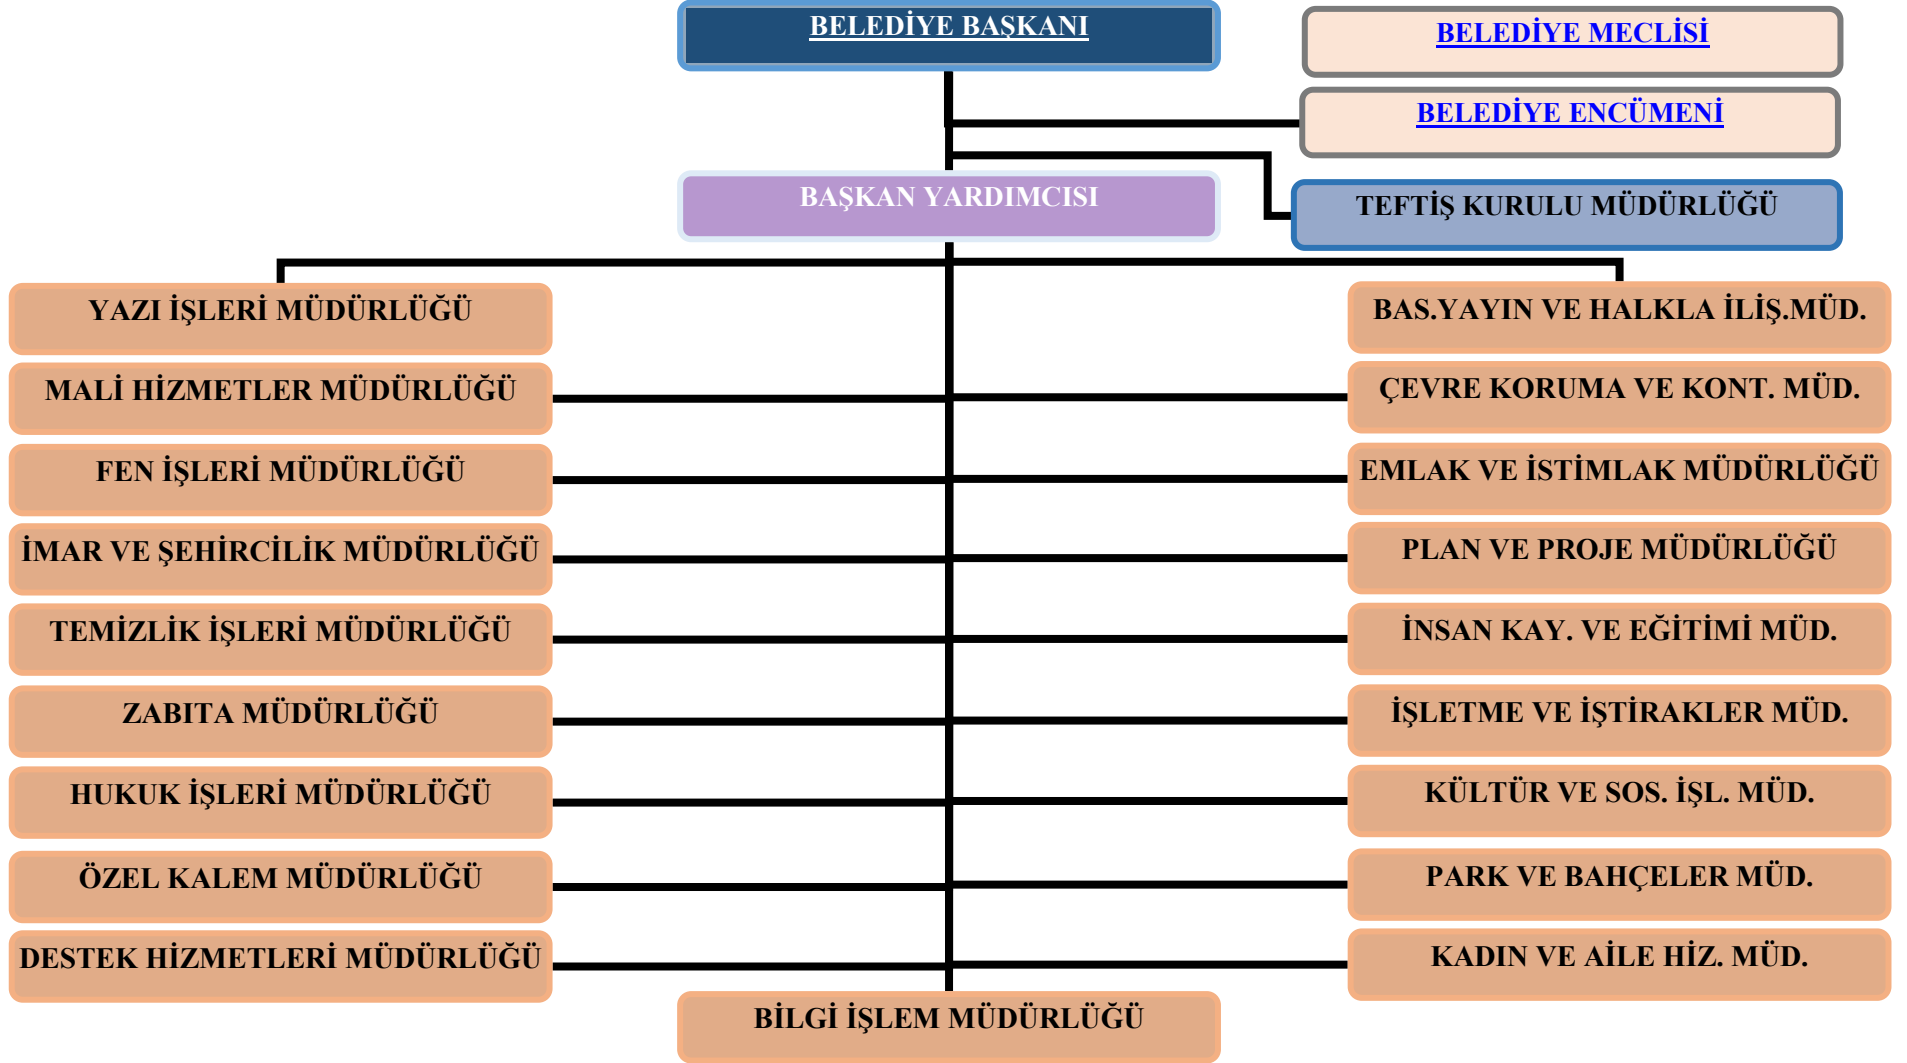 BELEDİYE BAŞKANI
BELEDİYE MECLİSİ
BELEDİYE ENCÜMENİ
BAŞKAN YARDIMCISI
TEFTİŞ KURULU MÜDÜRLÜĞÜ
YAZI İŞLERİ MÜDÜRLÜĞÜ
BAS.YAYIN VE HALKLA İLİŞ.MÜD.
MALİ HİZMETLER MÜDÜRLÜĞÜ
ÇEVRE KORUMA VE KONT. MÜD.
FEN İŞLERİ MÜDÜRLÜĞÜ
EMLAK VE İSTİMLAK MÜDÜRLÜĞÜ
İMAR VE ŞEHİRCİLİK MÜDÜRLÜĞÜ
PLAN VE PROJE MÜDÜRLÜĞÜ
TEMİZLİK İŞLERİ MÜDÜRLÜĞÜ
İNSAN KAY. VE EĞİTİMİ MÜD.
ZABITA MÜDÜRLÜĞÜ
İŞLETME VE İŞTİRAKLER MÜD.
HUKUK İŞLERİ MÜDÜRLÜĞÜ
KÜLTÜR VE SOS. İŞL. MÜD.
ÖZEL KALEM MÜDÜRLÜĞÜ
PARK VE BAHÇELER MÜD.
DESTEK HİZMETLERİ MÜDÜRLÜĞÜ
KADIN VE AİLE HİZ. MÜD.
BİLGİ İŞLEM MÜDÜRLÜĞÜ